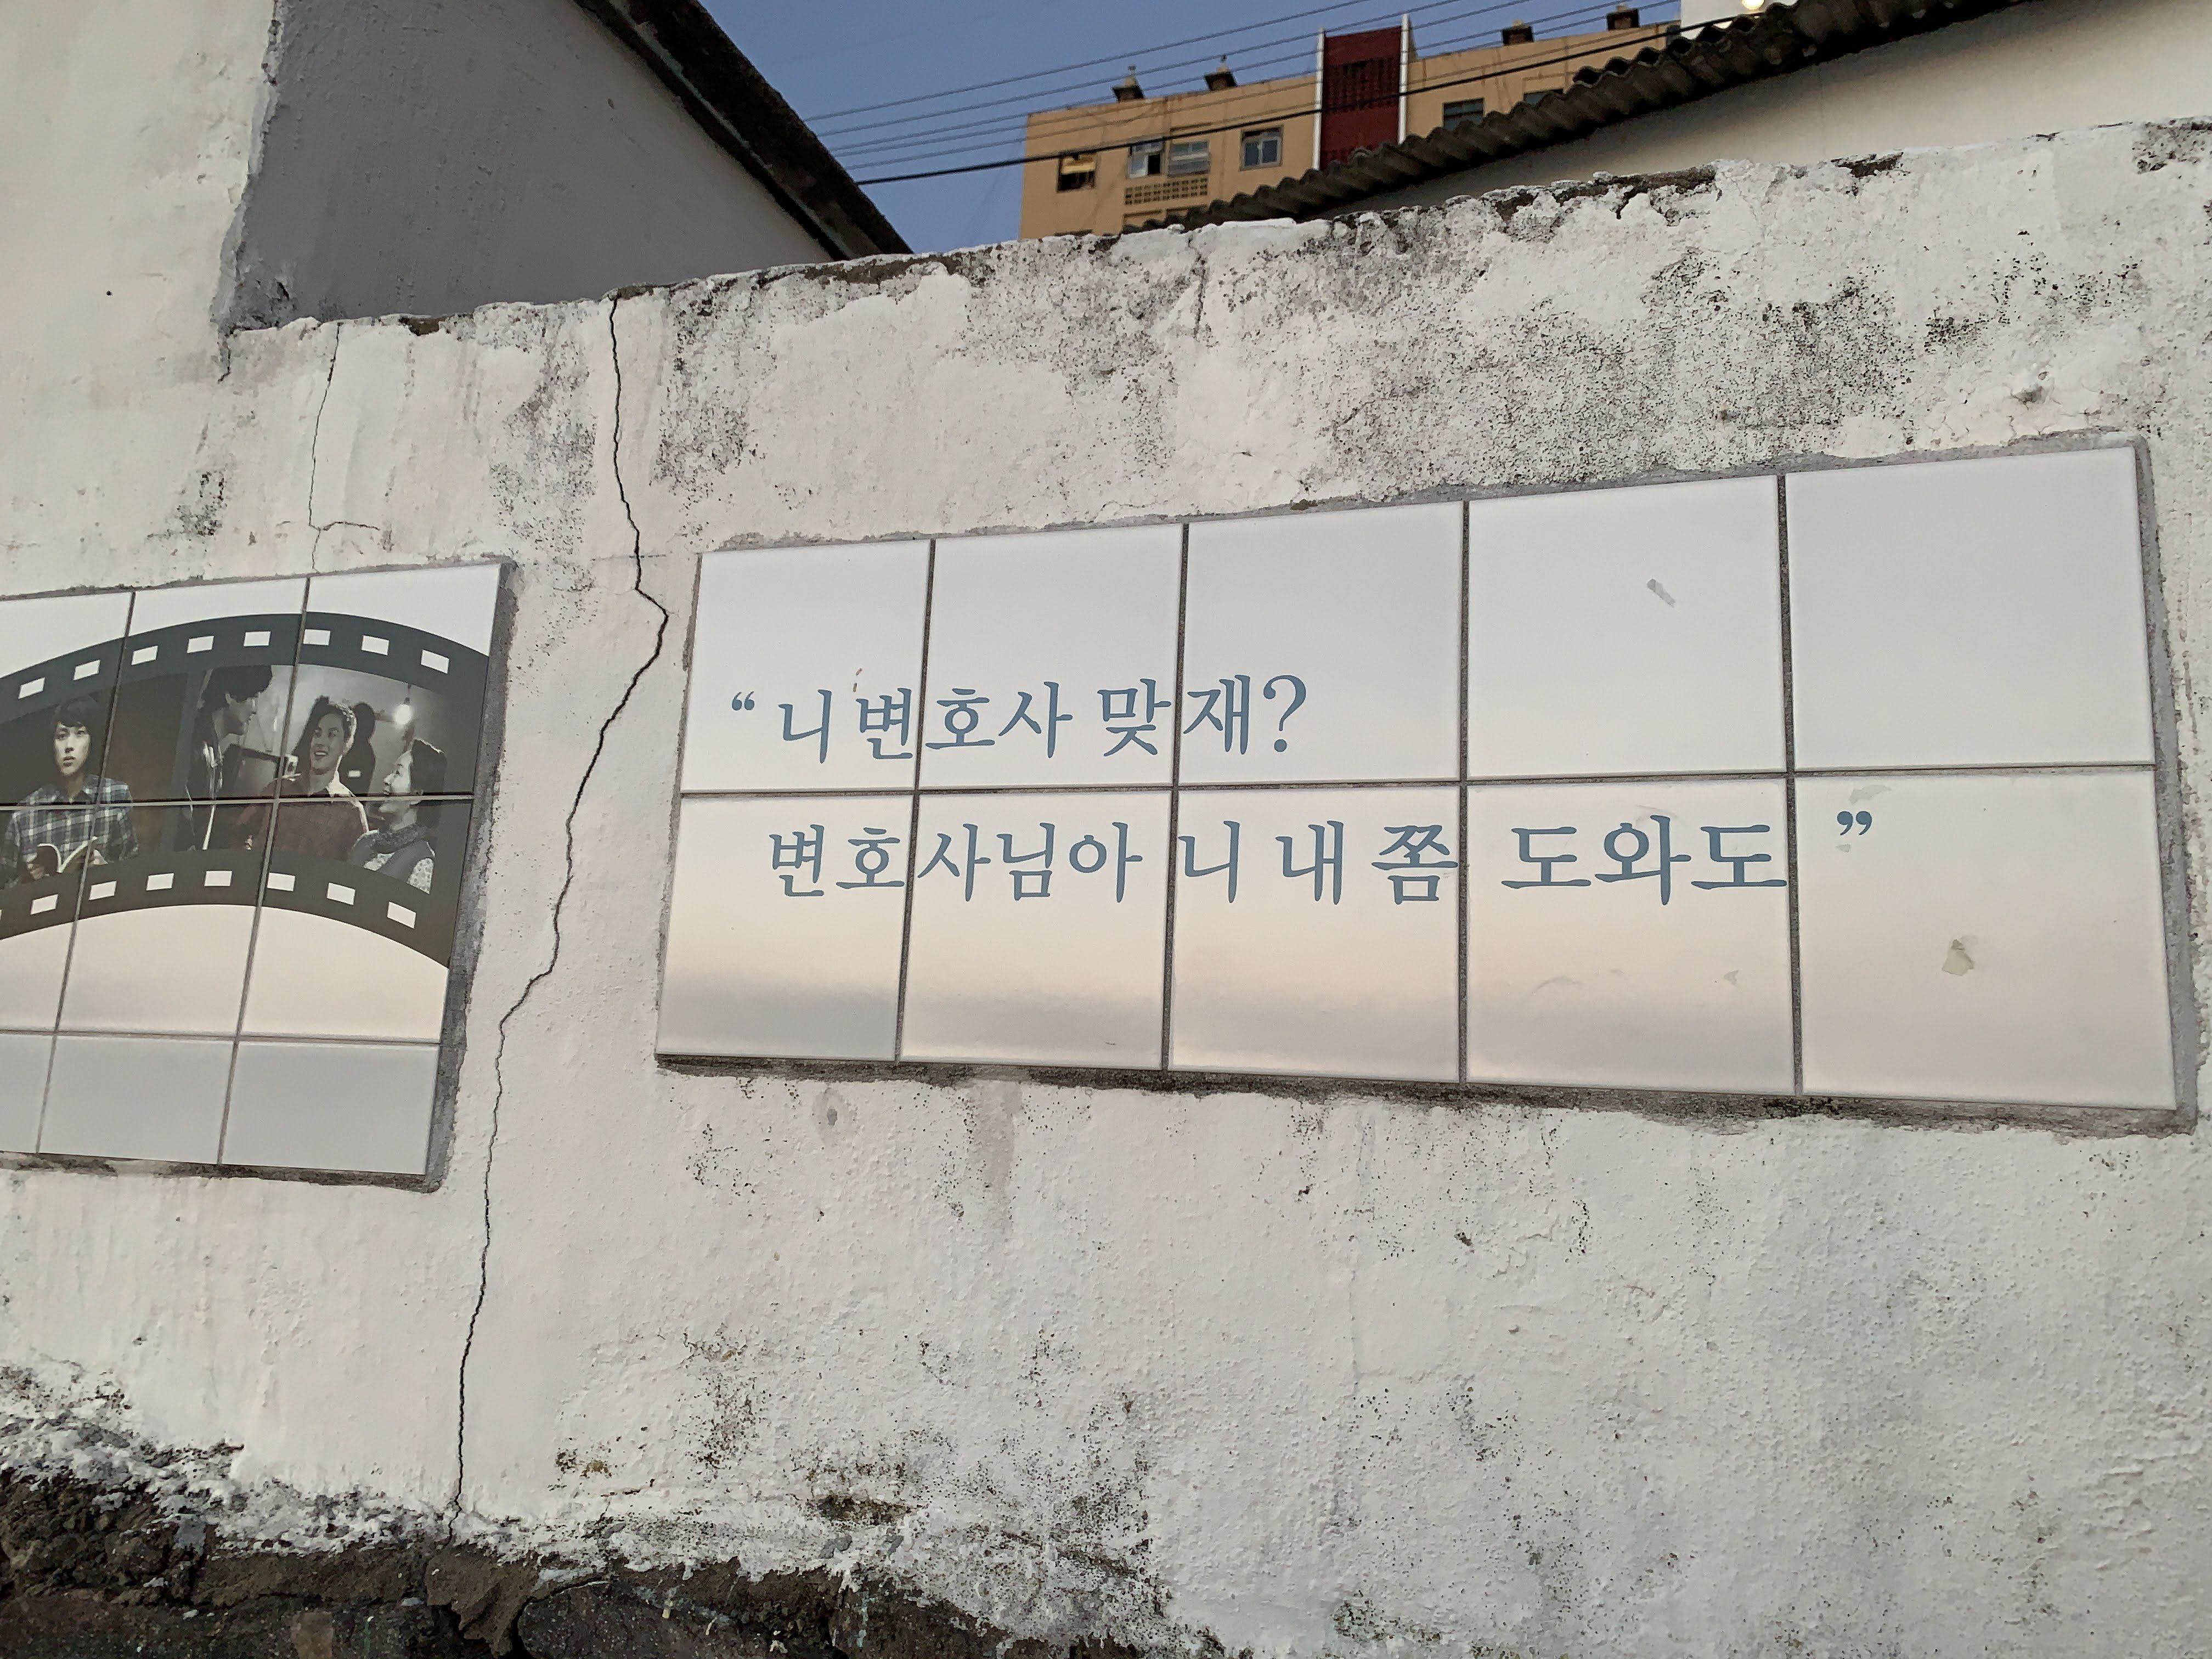 “ 니 변호사 맞재?
변호사님아 니 내 쫌 도와도 ”